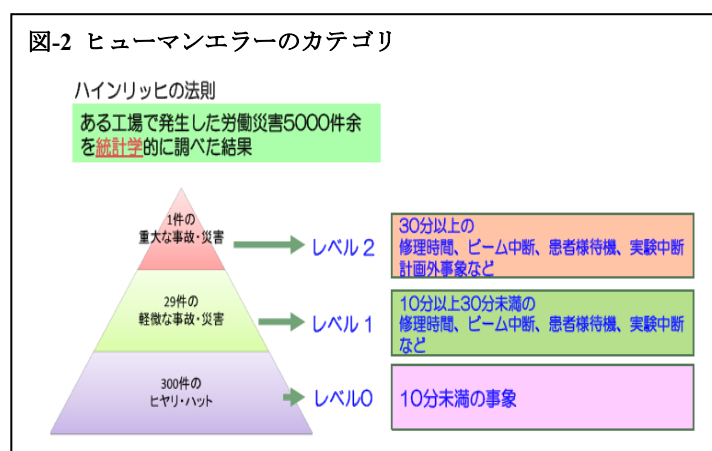 図-2 ヒューマンエラーのカテゴリ
ハインリッヒの法則
ある工場で発生した労働災害5000件余
を統計学的に調べた結果
1件の
重大な事故・災害
レベル2
30分以上の
修理時間、ビーム中断、患者様待機、実験中断
計画外事象など
29件の
軽微な事故・災害
レベル1
10分以上30分未満の
修理時間、ビーム中断、患者様待機、実験中断
など
300件の
ヒヤリ・ハット
レベル0
10分未満の事象